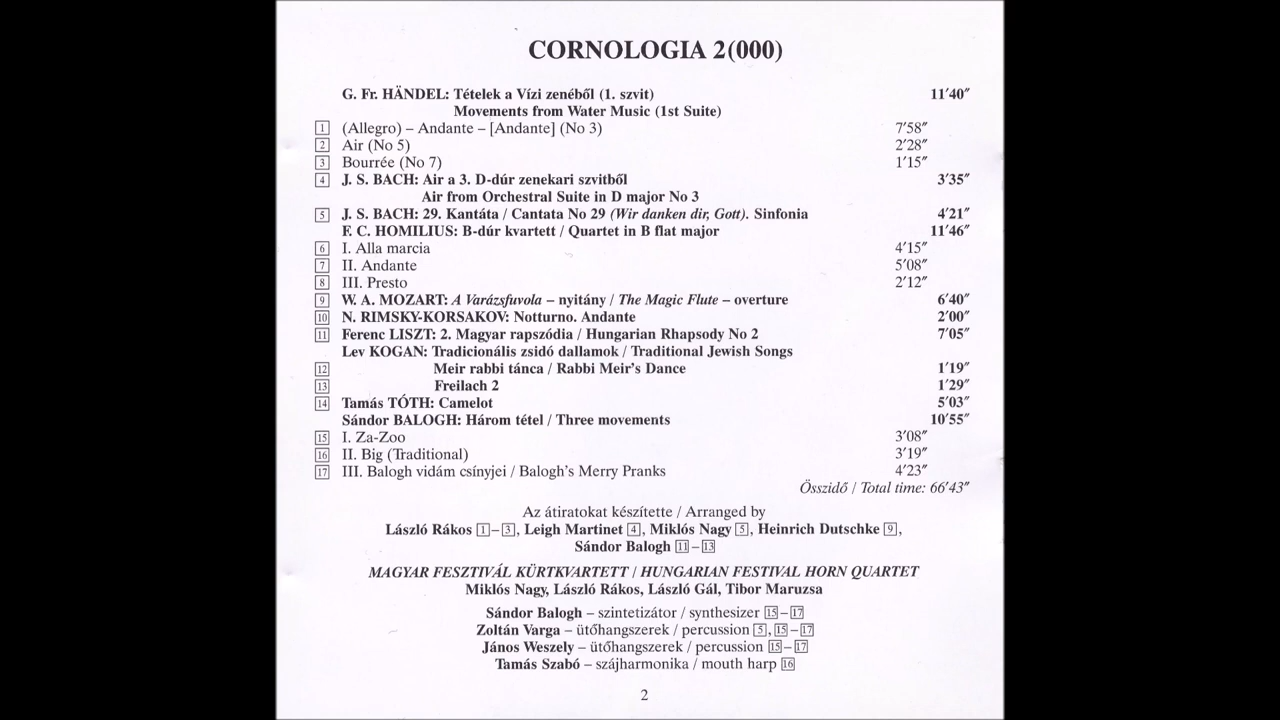 CORNOLOGIA 2(000)
G. Fr. HÄNDEL: Tételek a Vízi zenéből (1. szvit) 11′40″
Movements from Water Music (1st Suite)
1 (Allegro) – Andante – [Andante] (No 3) 7′58″
2 Air (No 5) 2′28″
3 Bourrée (No 7) 1′15″
4 J. S. BACH: Air a 3. D-dúr zenekari szvitből 3′35″
Air from Orchestral Suite in D major No 3
5 J. S. BACH: 29. Kantáta / Cantata No 29 (Wir danken dir, Gott). Sinfonia 4′21″
F. C. HOMILIUS: B-dúr kvartett / Quartet in B flat major 11′46″
6 I. Alla marcia 4′15″
7 II. Andante 5′08″
8 III. Presto 2′12″
9 W. A. MOZART: A Varázsfuvola – nyitány / The Magic Flute – overture 6′40″
10 N. RIMSKY-KORSAKOV: Notturno. Andante 2′00″
11 Ferenc LISZT: 2. Magyar rapszódia / Hungarian Rhapsody No 2 7′05″
Lev KOGAN: Tradicionális zsidó dallamok / Traditional Jewish Songs
12 Meir rabbi tánca / Rabbi Meir's Dance 1′19″
13 Freilach 2 1′29″
14 Tamás TÓTH: Camelot 5′03″
Sándor BALOGH: Három tétel / Three movements 10′55″
15 I. Za-Zoo 3′08″
16 II. Big (Traditional) 3′19″
17 III. Balogh vidám csínyjei / Balogh's Merry Pranks 4′23″
Összidő / Total time: 66′43″
Az átiratokat készítette / Arranged by
László Rákos 1–3, Leigh Martinet 4, Miklós Nagy 5, Heinrich Dutschke 9,
Sándor Balogh 11–13
MAGYAR FESZTIVÁL KÜRTKVARTETT / HUNGARIAN FESTIVAL HORN QUARTET
Miklós Nagy, László Rákos, László Gál, Tibor Maruzsa
Sándor Balogh – szintetizátor / synthesizer 15–17
Zoltán Varga – ütőhangszerek / percussion 5, 15–17
János Weszely – ütőhangszerek / percussion 15–17
Tamás Szabó – szájharmonika / mouth harp 16
2